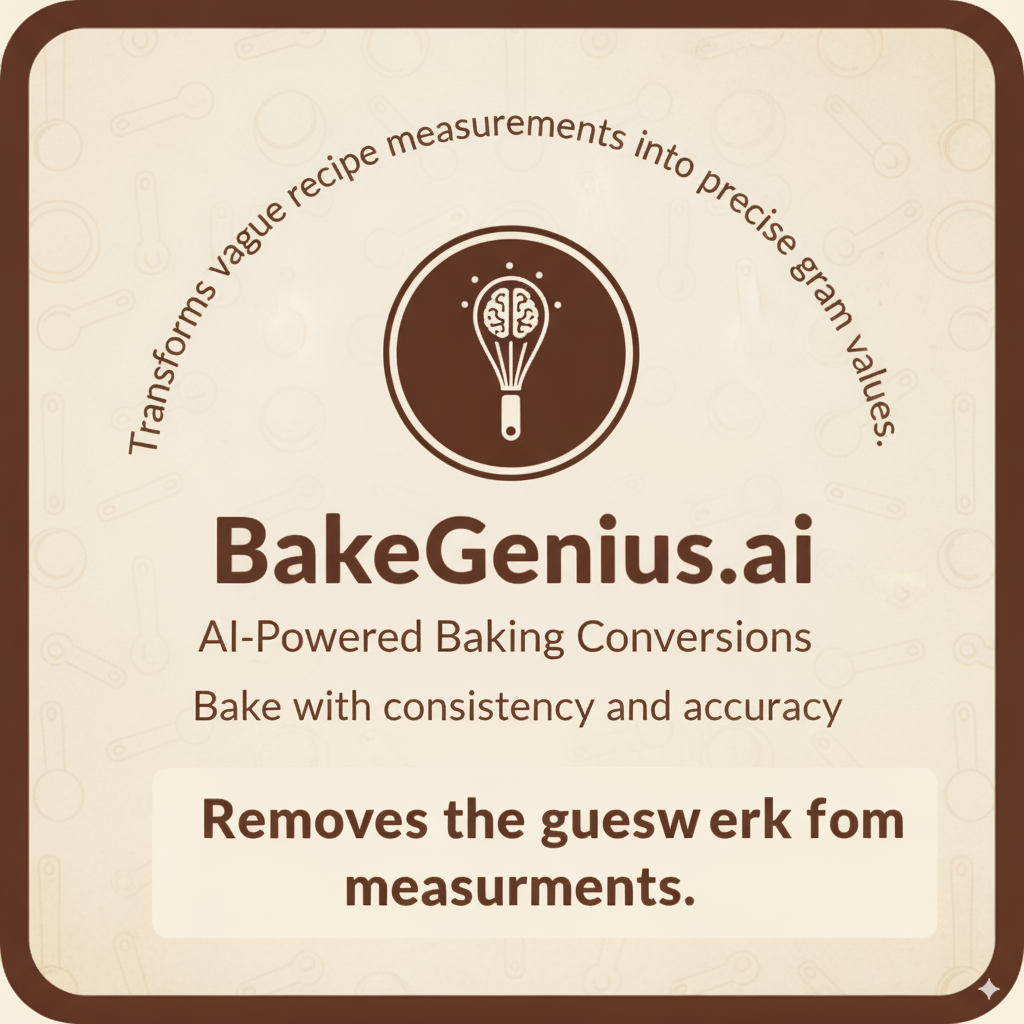 Transforms vague recipe measurements into precise gram values.
BakeGenius.ai
AI-Powered Baking Conversions
Bake with consistency and accuracy
Removes the guesw erk fom
measurments.